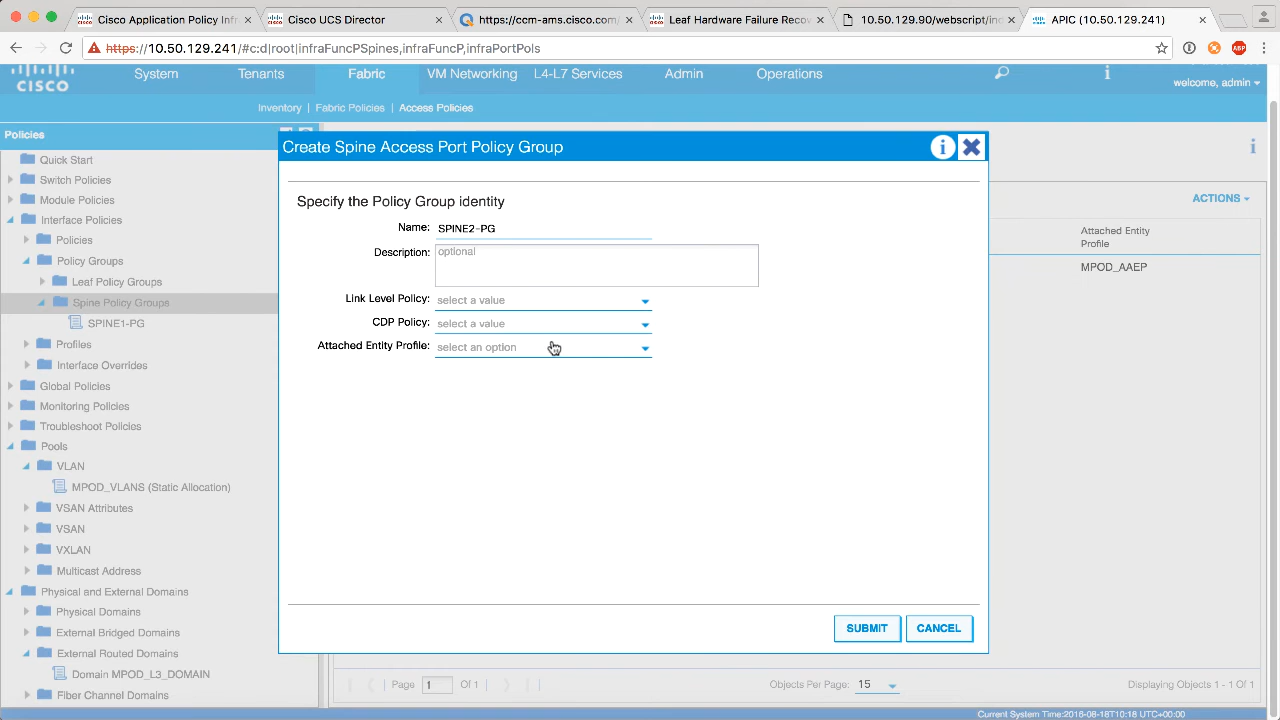 Cisco Application Policy Infra
Cisco UCS Director
https://com-ams.cisco.com/
Leaf Hardware Failure recov
10.50.129.90/webscript/inc
APIC (10.50.129.241)
https://10.50.129.241/#c:d|root|infraFuncPSpines,infraFuncP,infraPortPols
ABP
CISCO
System
Tenants
Fabric
VM Networking
L4-L7 Services
Admin
Operations
i
welcome, admin
Inventory | Fabric Policies | Access Policies
Policies
Quick Start
Switch Policies
Module Policies
Interface Policies
Policies
Policy Groups
Leaf Policy Groups
Spine Policy Groups
SPINE1-PG
Profiles
Interface Overrides
Global Policies
Monitoring Policies
Troubleshoot Policies
Pools
VLAN
MPOD_VLANS (Static Allocation)
VSAN Attributes
VSAN
VXLAN
Multicast Address
Physical and External Domains
Physical Domains
External Bridged Domains
External Routed Domains
Domain MPOD_L3_DOMAIN
Fiber Channel Domains
Create Spine Access Port Policy Group
i
Specify the Policy Group identity
Name: SPINE2-PG
Description: optional
Link Level Policy: select a value
CDP Policy: select a value
Attached Entity Profile: select an option
SUBMIT
CANCEL
i
ACTIONS
Attached Entity
Profile
MPOD_AAEP
Page 1 Of 1
Objects Per Page: 15
Displaying Objects 1 - 1 Of 1
Current System Time:2016-08-18T10:18 UTC+00:00